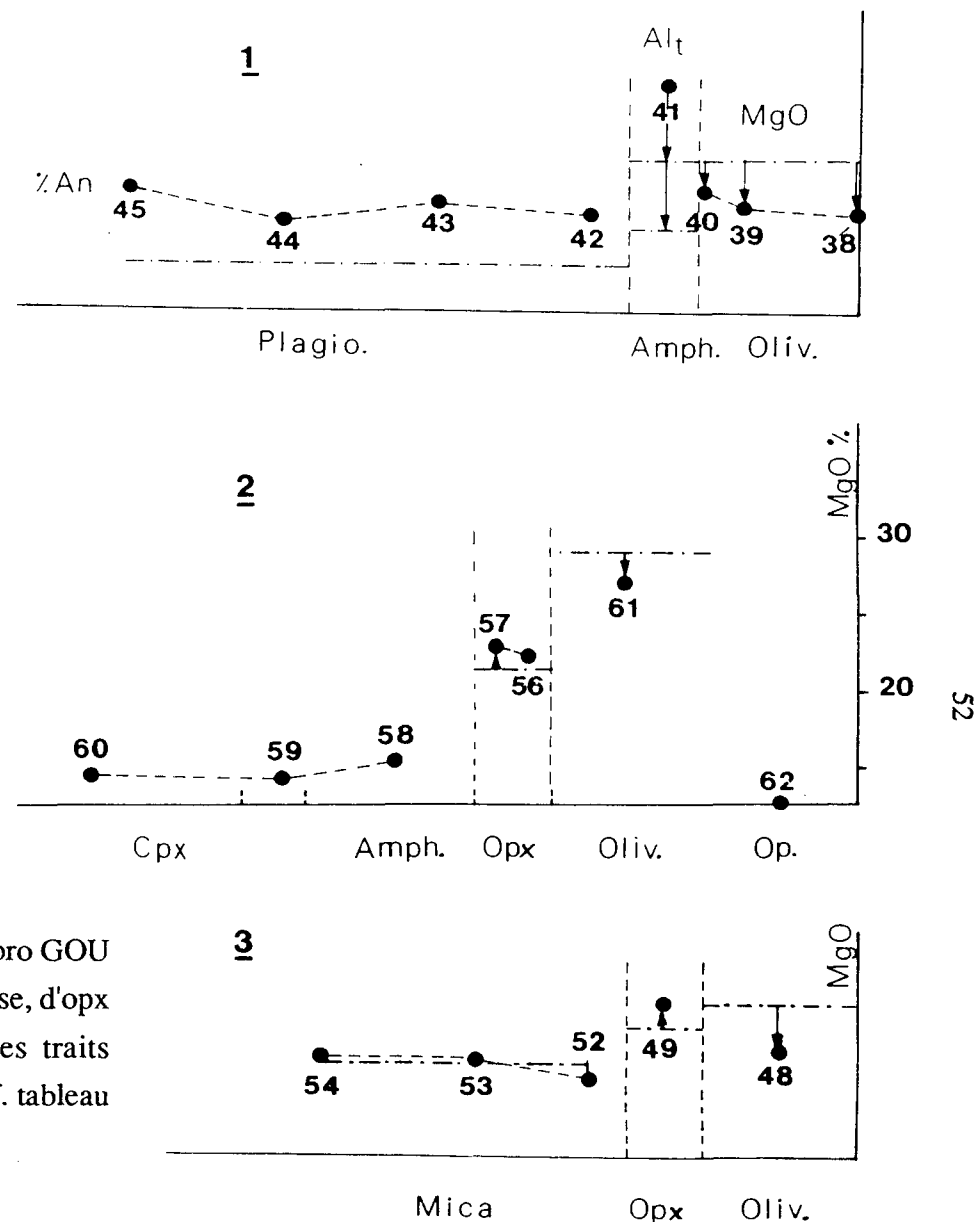 1
Al_t
41
MgO
%An
45
44
43
42
40
39
38
Plagio.
Amph.
Oliv.
2
MgO %
30
57
61
56
20
52
60
59
58
62
Cpx
Amph.
Opx
Oliv.
Op.
pro GOU
se, d'opx
es traits
f. tableau
3
MgO
52
54
53
49
48
Mica
Opx
Oliv.